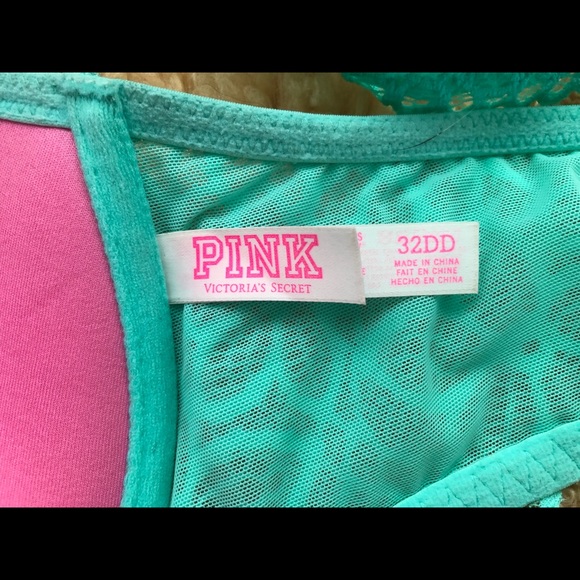 PINK
VICTORIA'S SECRET
32DD
MADE IN CHINA
FAIT EN CHINE
HECHO EN CHINA